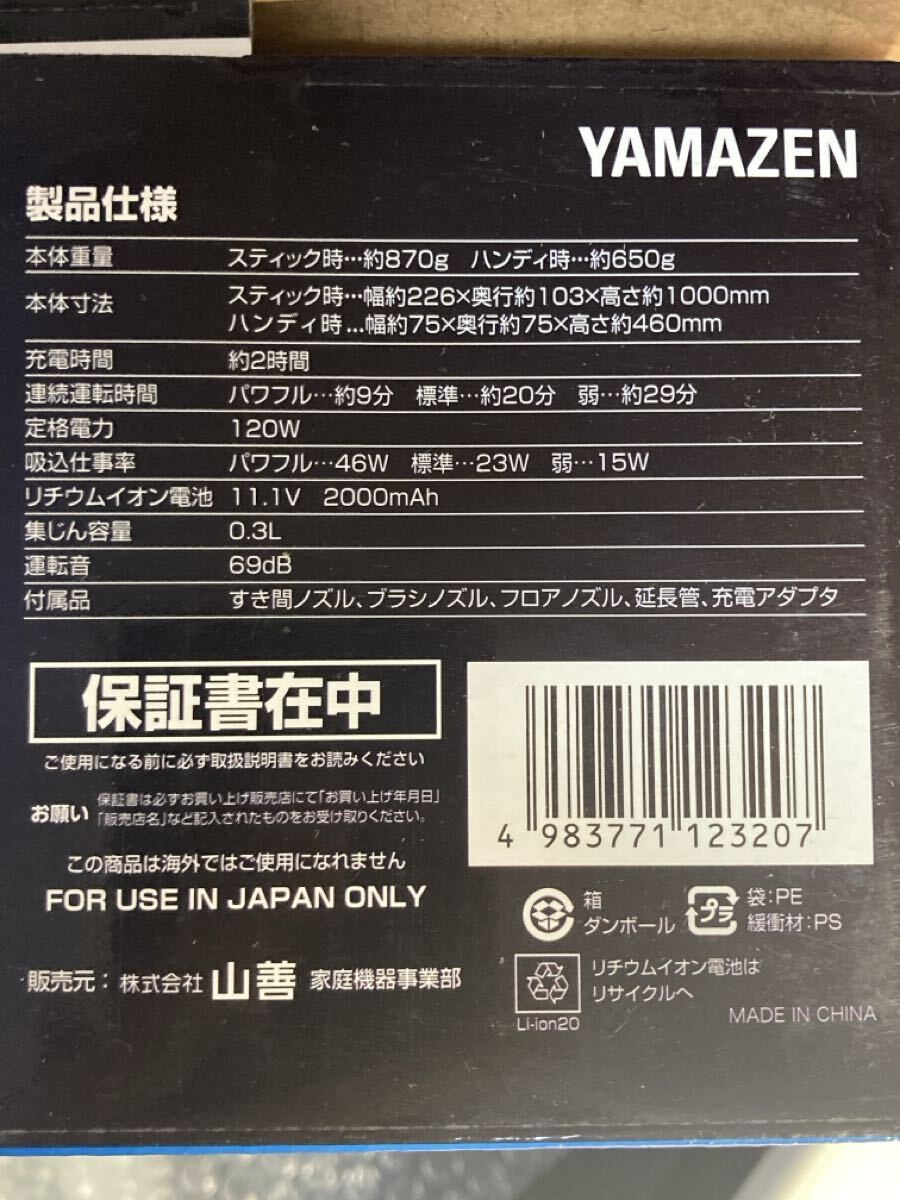 YAMAZEN
製品仕様
本体重量 スティック時…約870g ハンディ時…約650g
本体寸法 スティック時…幅約226×奥行約103×高さ約1000mm
ハンディ時…幅約75×奥行約75×高さ約460mm
充電時間 約2時間
連続運転時間 パワフル…約9分 標準…約20分 弱…約29分
定格電力 120W
吸込仕事率 パワフル…46W 標準…23W 弱…15W
リチウムイオン電池 11.1V 2000mAh
集じん容量 0.3L
運転音 69dB
付属品 すき間ノズル、ブラシノズル、フロアノズル、延長管、充電アダプタ
保証書在中
ご使用になる前に必ず取扱説明書をお読みください
お願い 保証書は必ずお買い上げ販売店にて「お買い上げ年月日」
「販売店名」など記入されたものをお受け取りください。
この商品は海外ではご使用になれません
FOR USE IN JAPAN ONLY
販売元：株式会社 山善 家庭機器事業部
4 983771 123207
箱
ダンボール
プラ
袋：PE
緩衝材：PS
リチウムイオン電池は
リサイクルへ
Li-ion20
MADE IN CHINA